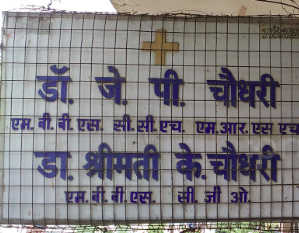 डॉ. जे. पी. चौधरी
एम. बी. बी. एस. सी. सी. एच. एम. आर. एस एच
डा. श्रीमती के. चौधरी
एम. बी. बी. एस. सी. जी ओ.